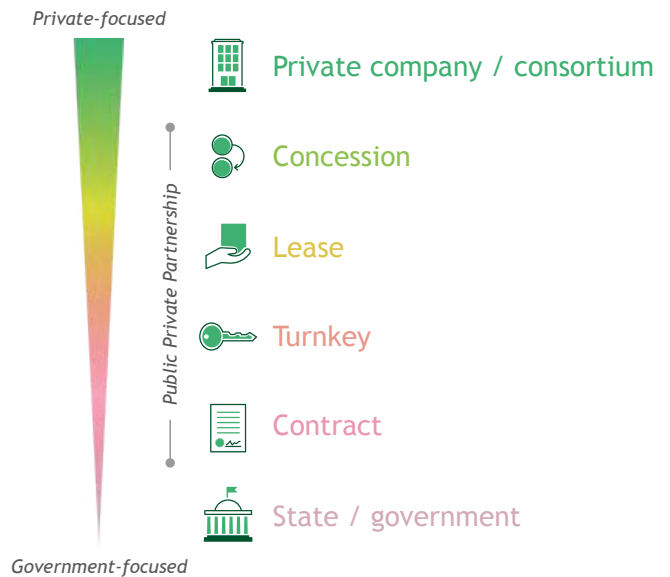 Private-focused
Private company / consortium
Concession
Lease
Public Private Partnership
Turnkey
Contract
State / government
Government-focused